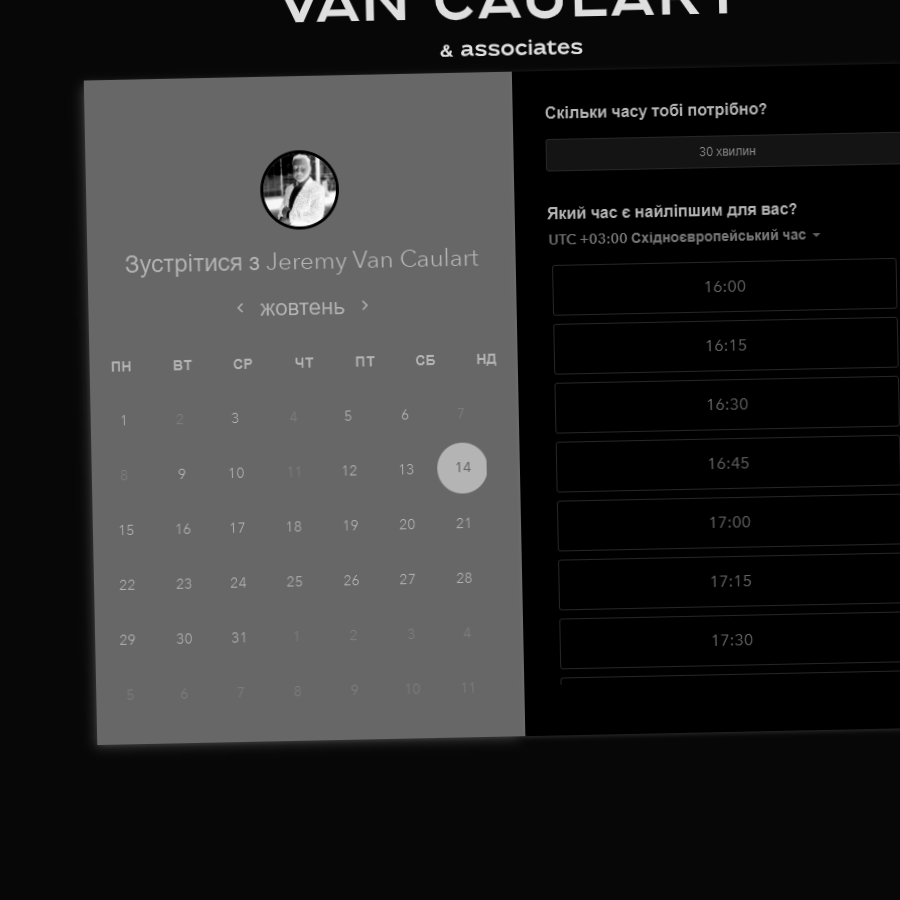 VAN CAULART
& associates
Зустрітися з Jeremy Van Caulart
жовтень
ПН ВТ СР ЧТ ПТ СБ НД
1 2 3 4 5 6 7
8 9 10 11 12 13 14
15 16 17 18 19 20 21
22 23 24 25 26 27 28
29 30 31 1 2 3 4
5 6 7 8 9 10 11
Скільки часу тобі потрібно?
30 хвилин
Який час є найліпшим для вас?
UTC +03:00 Східноєвропейський час
16:00
16:15
16:30
16:45
17:00
17:15
17:30